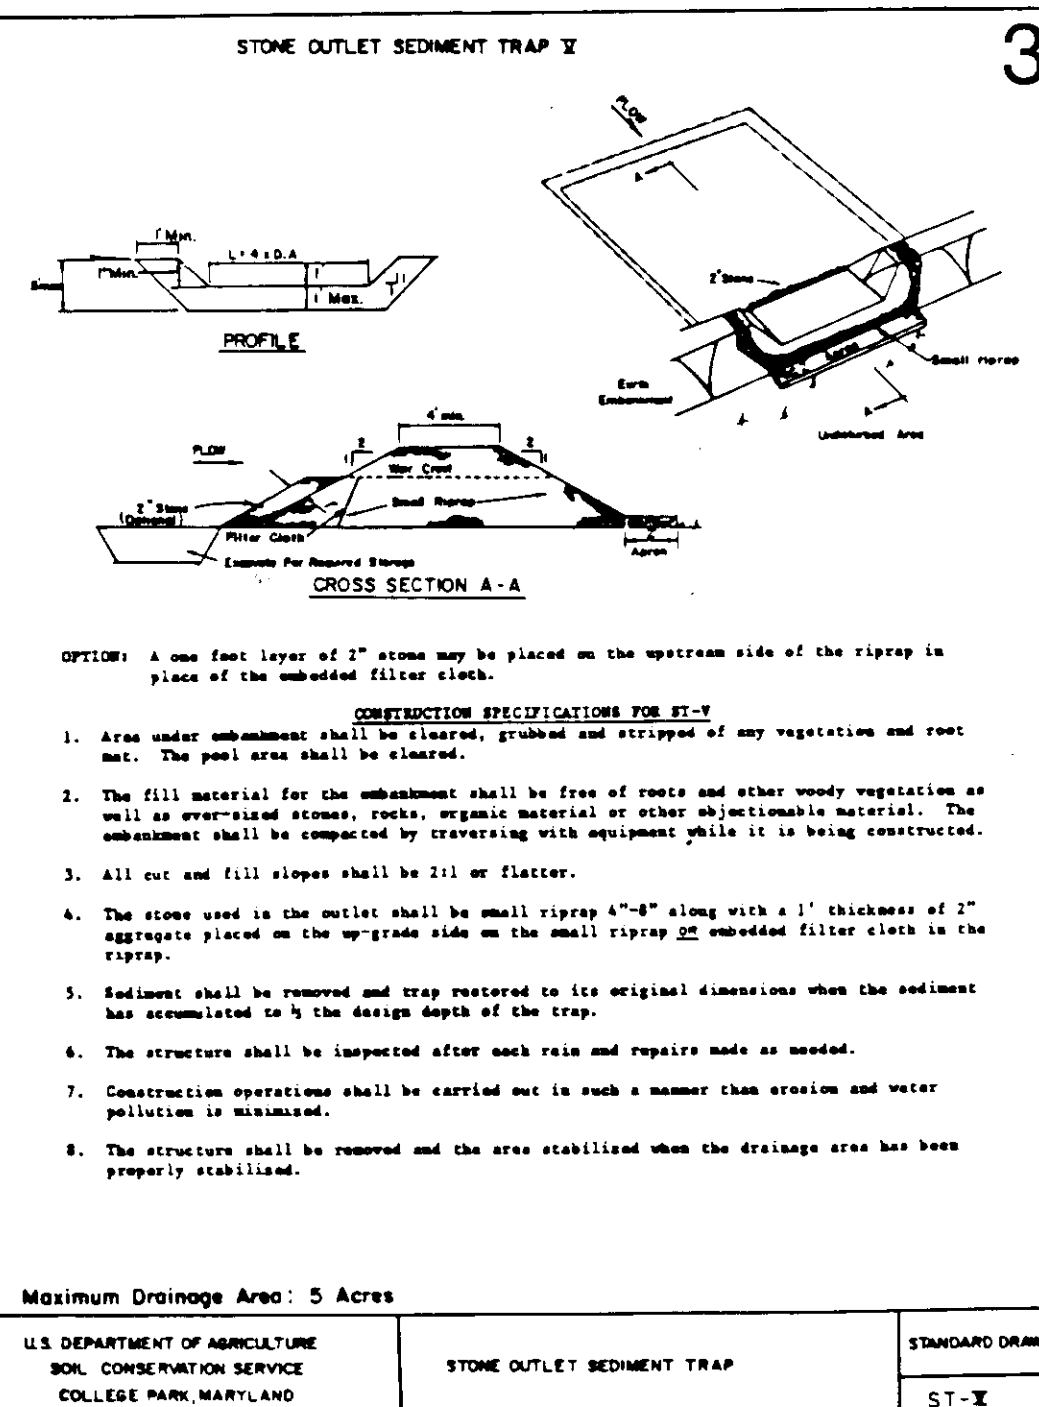 STONE OUTLET SEDIMENT TRAP V
3
FLOW
A
1' Min.
L = 4 x D.A
1' Min.
1'
1' Max.
1
1
PROFILE
2" Stone
Small riprap
Earth
Embankment
A
Undisturbed Area
4' min.
FLOW
2
1
2
1
Weir Crest
2" Stone
(Optional)
Small Riprap
Filter Cloth
Apron
Excavate For Required Storage
CROSS SECTION A-A
OPTION: A one foot layer of 2" stone may be placed on the upstream side of the riprap in
place of the embedded filter cloth.
CONSTRUCTION SPECIFICATIONS FOR ST-V
1. Area under embankment shall be cleared, grubbed and stripped of any vegetation and root
mat. The pool area shall be cleared.
2. The fill material for the embankment shall be free of roots and other woody vegetation as
well as over-sized stones, rocks, organic material or other objectionable material. The
embankment shall be compacted by traversing with equipment while it is being constructed.
3. All cut and fill slopes shall be 2:1 or flatter.
4. The stone used in the outlet shall be small riprap 4"-8" along with a 1' thickness of 2"
aggregate placed on the up-grade side on the small riprap OR embedded filter cloth in the
riprap.
5. Sediment shall be removed and trap restored to its original dimensions when the sediment
has accumulated to ½ the design depth of the trap.
6. The structure shall be inspected after each rain and repairs made as needed.
7. Construction operations shall be carried out in such a manner than erosion and water
pollution is minimized.
8. The structure shall be removed and the area stabilized when the drainage area has been
properly stabilized.
Maximum Drainage Area: 5 Acres
U.S. DEPARTMENT OF AGRICULTURE
SOIL CONSERVATION SERVICE
COLLEGE PARK, MARYLAND
STONE OUTLET SEDIMENT TRAP
STANDARD DRAW
ST-V